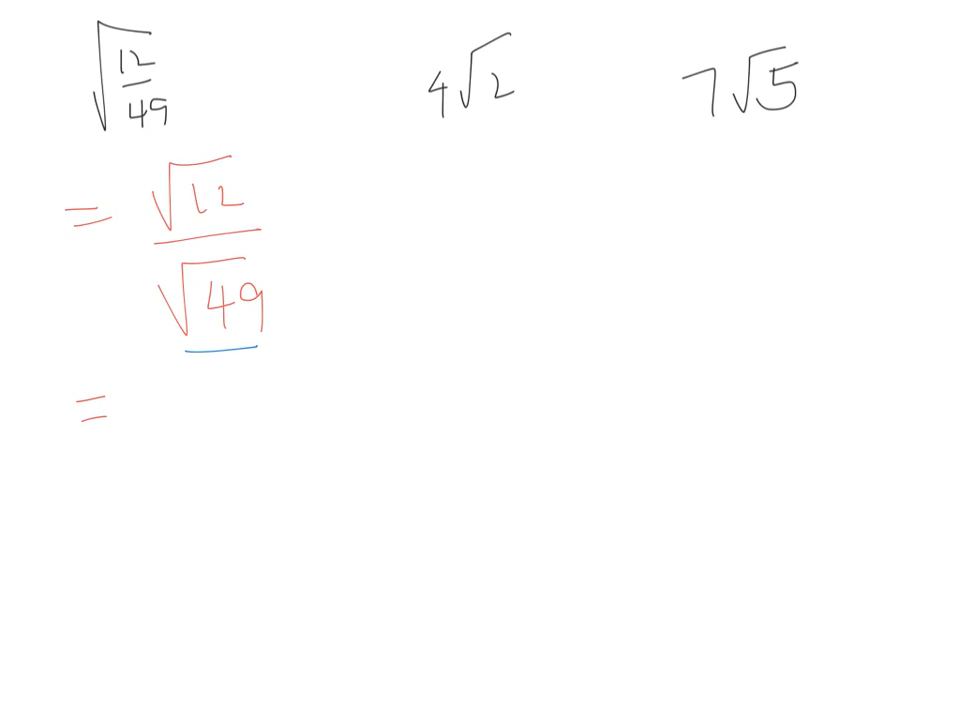 √(12/49) 4√2 7√5
= √12/√49
=